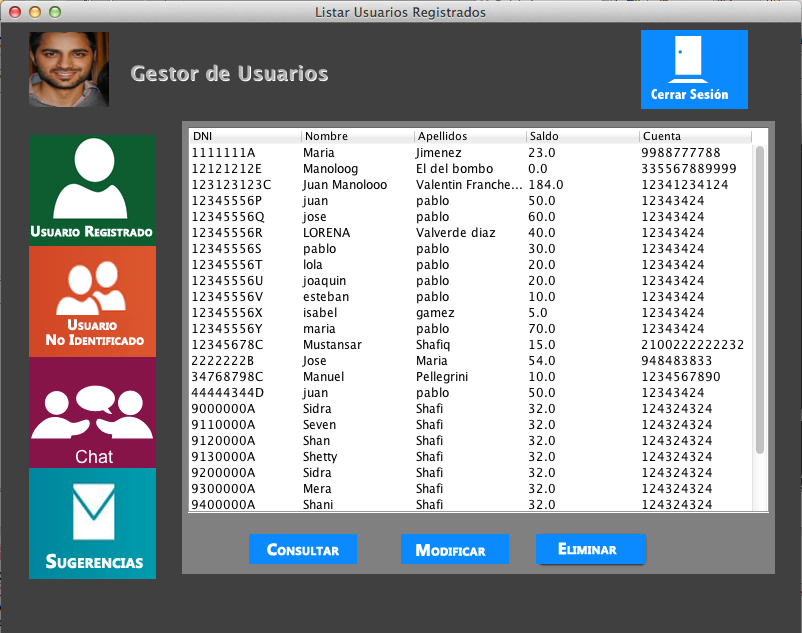 Listar Usuarios Registrados
Gestor de Usuarios
Cerrar Sesión
Usuario Registrado
Usuario
No Identificado
Chat
Sugerencias
DNI Nombre Apellidos Saldo Cuenta
1111111A Maria Jimenez 23.0 9988777788
12121212E Manoloog El del bombo 0.0 335567889999
123123123C Juan Manolooo Valentin Franche... 184.0 12341234124
12345556P juan pablo 50.0 12343424
12345556Q jose pablo 60.0 12343424
12345556R LORENA Valverde diaz 40.0 12343424
12345556S pablo pablo 30.0 12343424
12345556T lola pablo 20.0 12343424
12345556U joaquin pablo 20.0 12343424
12345556V esteban pablo 10.0 12343424
12345556X isabel gamez 5.0 12343424
12345556Y maria pablo 70.0 12343424
12345678C Mustansar Shafiq 15.0 2100222222232
2222222B Jose Maria 54.0 948483833
34768798C Manuel Pellegrini 10.0 1234567890
44444344D juan pablo 50.0 12343424
9000000A Sidra Shafi 32.0 124324324
9110000A Seven Shafi 32.0 124324324
9120000A Shan Shafi 32.0 124324324
9130000A Shetty Shafi 32.0 124324324
9200000A Sidra Shafi 32.0 124324324
9300000A Mera Shafi 32.0 124324324
9400000A Shani Shafi 32.0 124324324
Consultar Modificar Eliminar